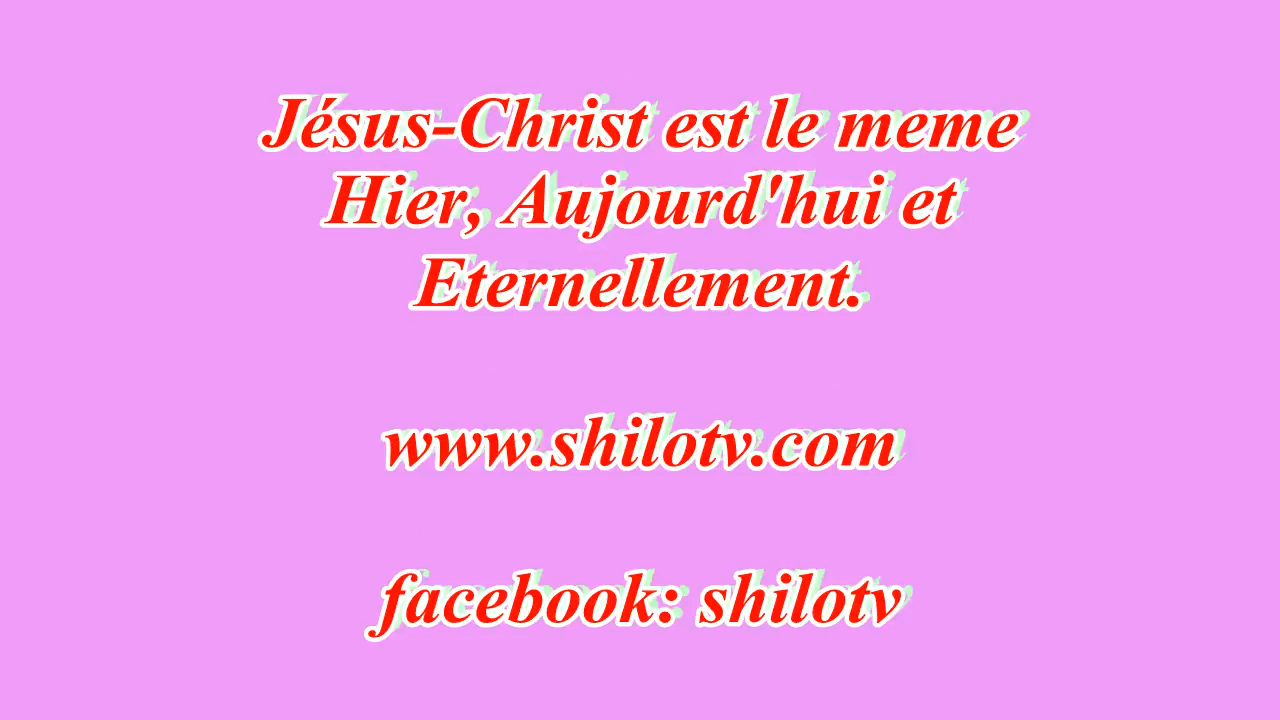 Jésus-Christ est le meme
Hier, Aujourd'hui et
Eternellement.
www.shilotv.com
facebook: shilotv